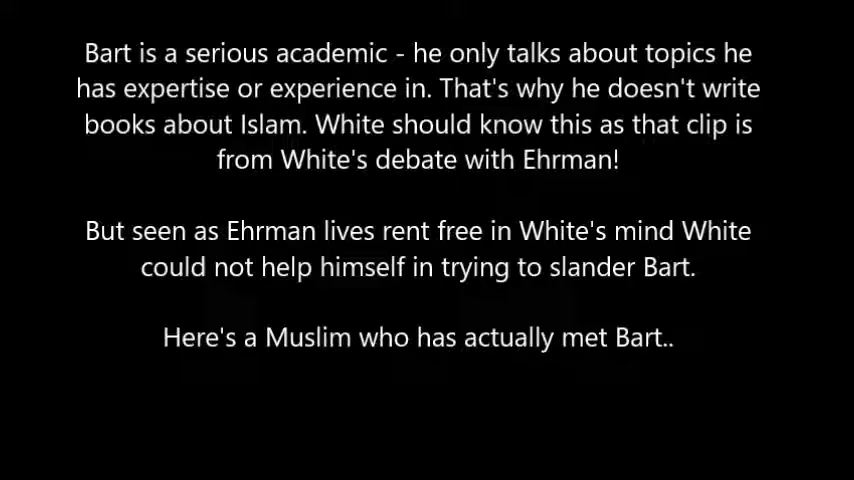 Bart is a serious academic - he only talks about topics he
has expertise or experience in. That's why he doesn't write
books about Islam. White should know this as that clip is
from White's debate with Ehrman!
But seen as Ehrman lives rent free in White's mind White
could not help himself in trying to slander Bart.
Here's a Muslim who has actually met Bart..